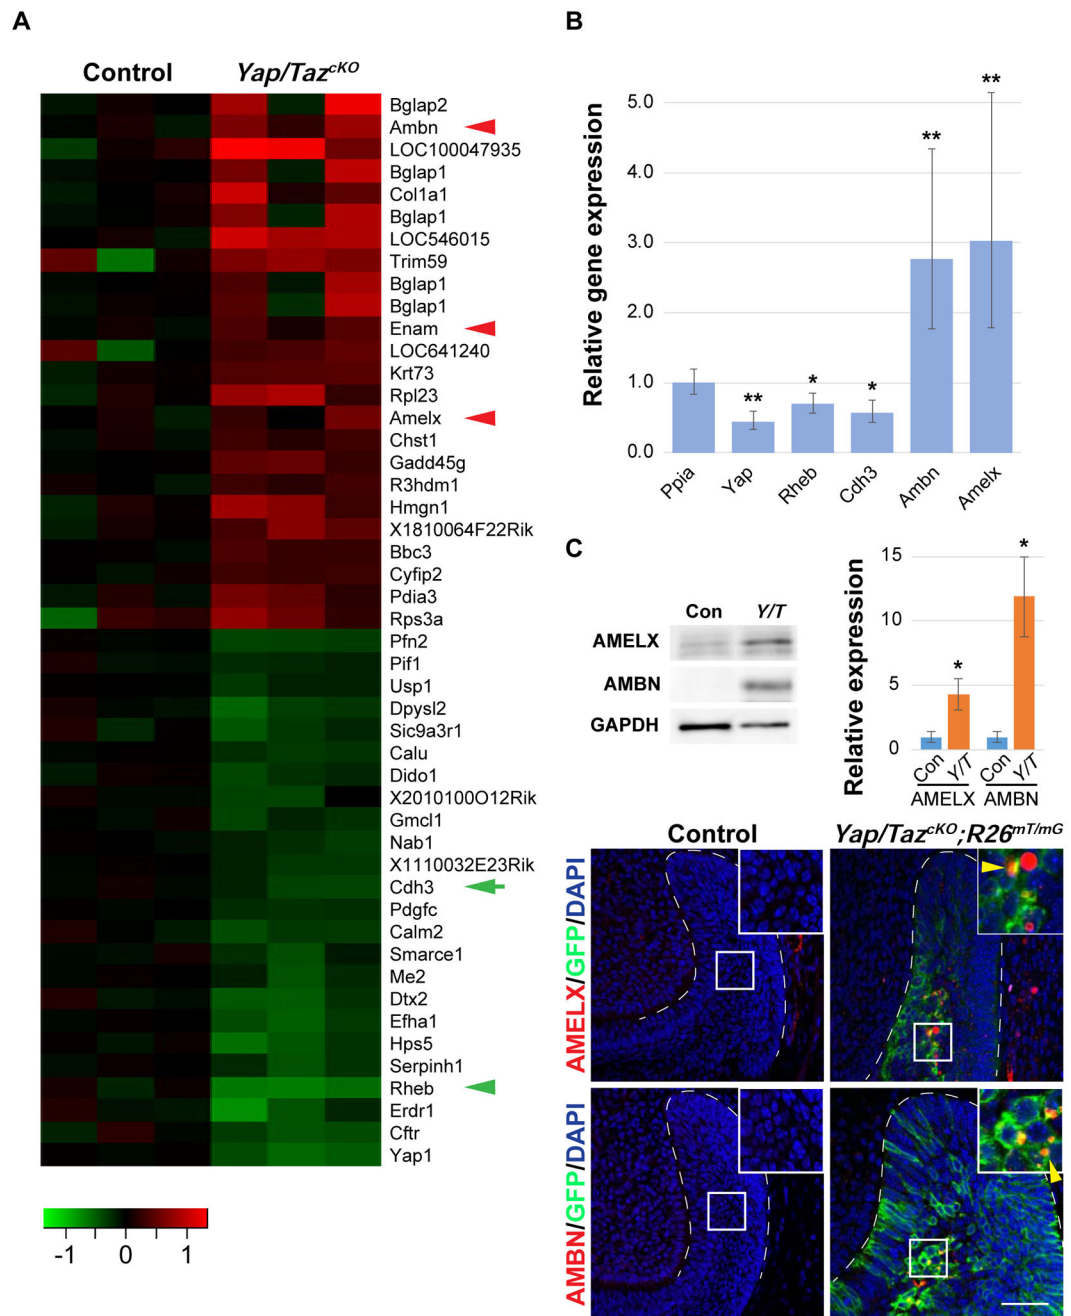 A
Control
Yap/Taz^cKO
Bglap2
Ambn
LOC100047935
Bglap1
Col1a1
Bglap1
LOC546015
Trim59
Bglap1
Bglap1
Enam
LOC641240
Krt73
Rpl23
Amelx
Chst1
Gadd45g
R3hdm1
Hmgn1
X1810064F22Rik
Bbc3
Cyfip2
Pdia3
Rps3a
Pfn2
Pif1
Usp1
Dpysl2
Sic9a3r1
Calu
Dido1
X2010100O12Rik
Gmcl1
Nab1
X1110032E23Rik
Cdh3
Pdgfc
Calm2
Smarce1
Me2
Dtx2
Efha1
Hps5
Serpinh1
Rheb
Erdr1
Cftr
Yap1
-1 0 1
B
Relative gene expression
5.0
4.0
3.0
2.0
1.0
0.0
** * * ** **
Ppia Yap Rheb Cdh3 Ambn Amelx
C
Con Y/T
AMELX
AMBN
GAPDH
Relative expression
15
10
5
0
* *
Con Y/T Con Y/T
AMELX AMBN
Control
Yap/Taz^cKO;R26^mT/mG
AMELX/GFP/DAPI
AMBN/GFP/DAPI